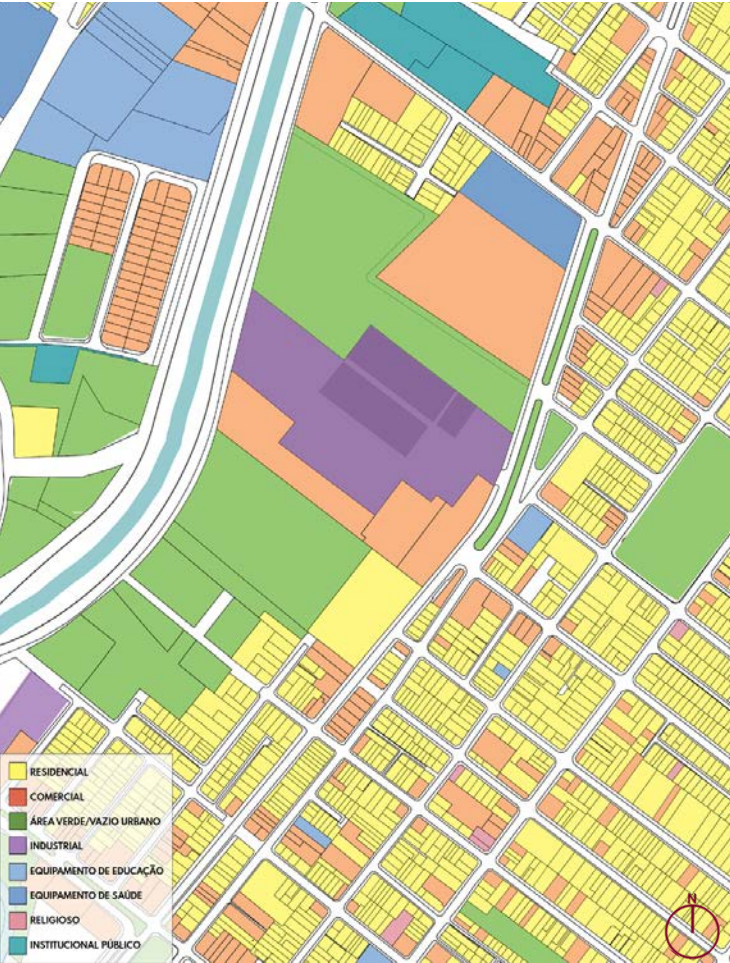 RESIDENCIAL
COMERCIAL
ÁREA VERDE/VAZIO URBANO
INDUSTRIAL
EQUIPAMENTO DE EDUCAÇÃO
EQUIPAMENTO DE SAÚDE
RELIGIOSO
INSTITUCIONAL PÚBLICO
N